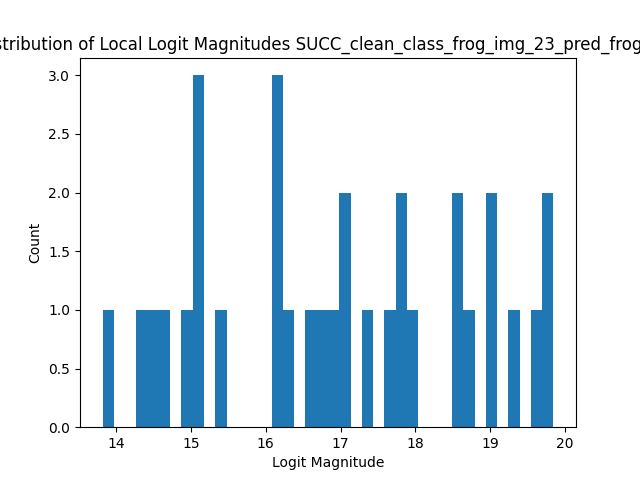 stribution of Local Logit Magnitudes SUCC_clean_class_frog_img_23_pred_frog
3.0
2.5
2.0
1.5
1.0
0.5
0.0
Count
14 15 16 17 18 19 20
Logit Magnitude